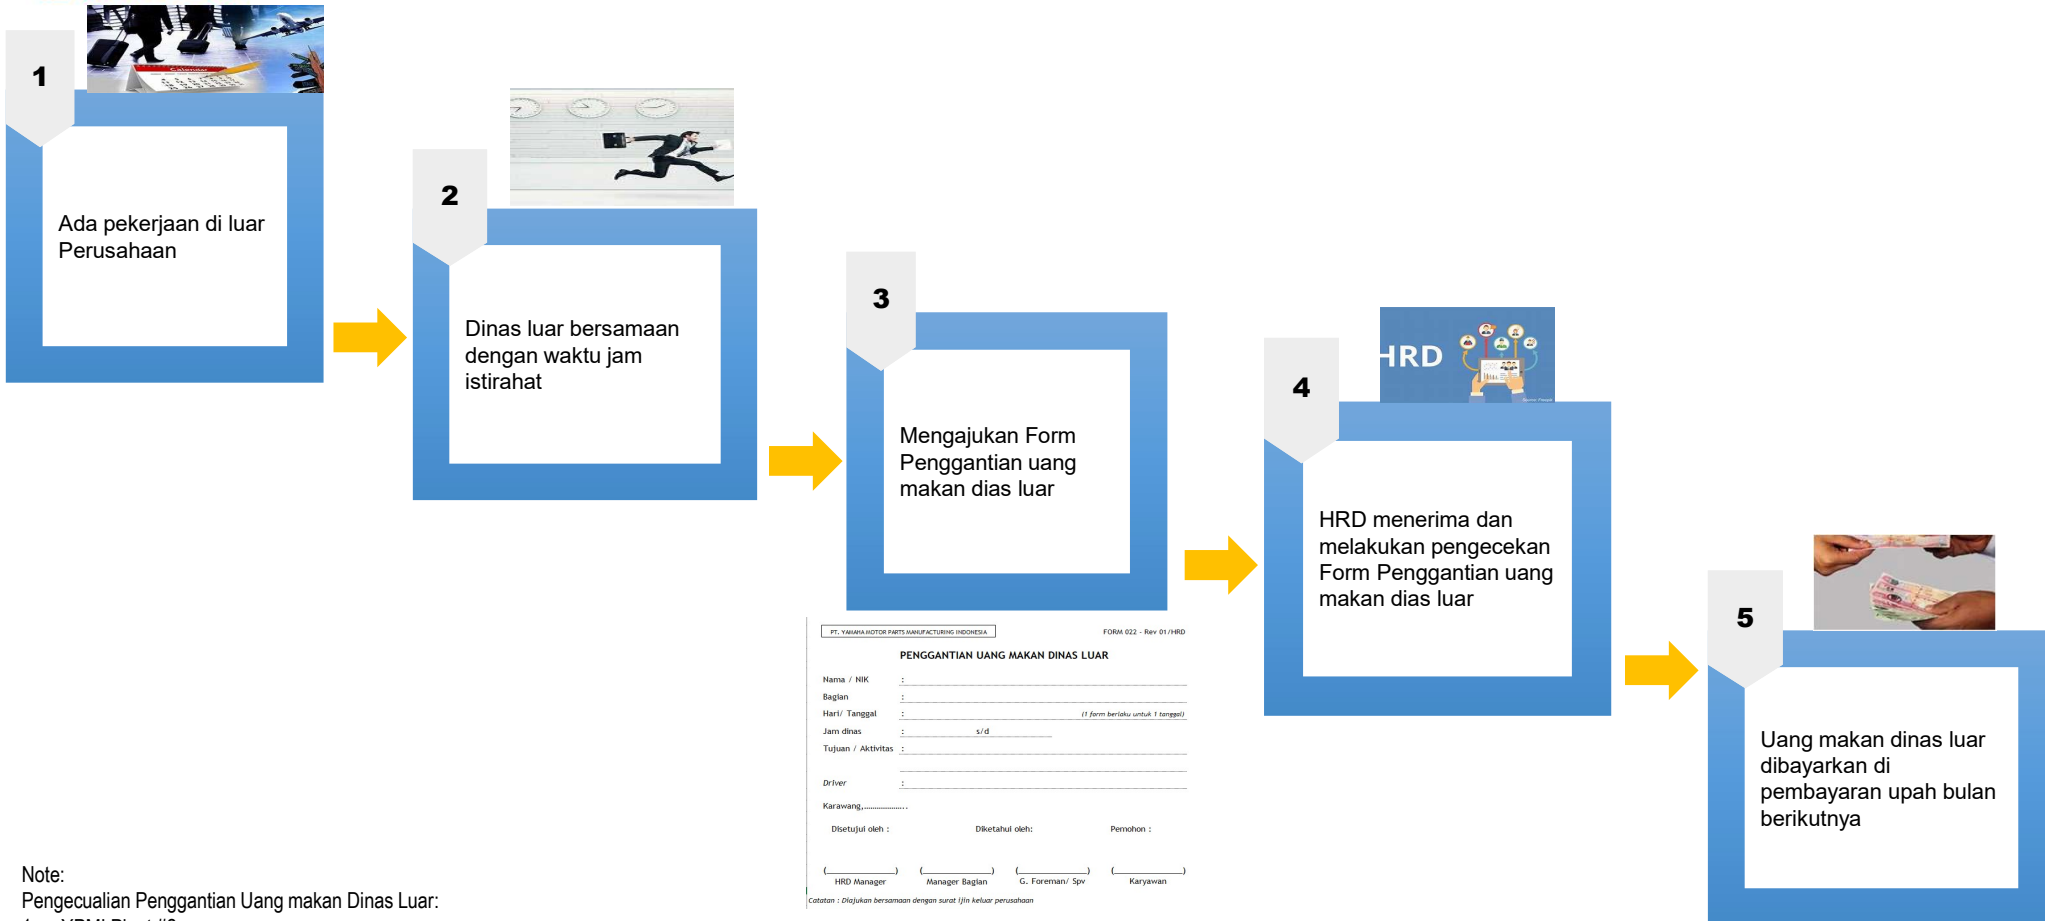 1
Ada pekerjaan di luar
Perusahaan
2
Dinas luar bersamaan
dengan waktu jam
istirahat
3
Mengajukan Form
Penggantian uang
makan dias luar
PT. YAMAHA MOTOR PARTS MANUFACTURING INDONESIA
FORM 022 - Rev 01/HRD
PENGGANTIAN UANG MAKAN DINAS LUAR
Nama / NIK :
Bagian :
Hari/ Tanggal : (1 form berlaku untuk 1 tanggal)
Jam dinas : s/d
Tujuan / Aktivitas :
Driver :
Karawang,...................
Disetujui oleh : Diketahui oleh: Pemohon :
(____________) (____________) (____________) (____________)
HRD Manager Manager Bagian G. Foreman/ Spv Karyawan
Catatan : Diajukan bersamaan dengan surat ijin keluar perusahaan
HRD
4
HRD menerima dan
melakukan pengecekan
Form Penggantian uang
makan dias luar
5
Uang makan dinas luar
dibayarkan di
pembayaran upah bulan
berikutnya
Note:
Pengecualian Penggantian Uang makan Dinas Luar:
Calendar